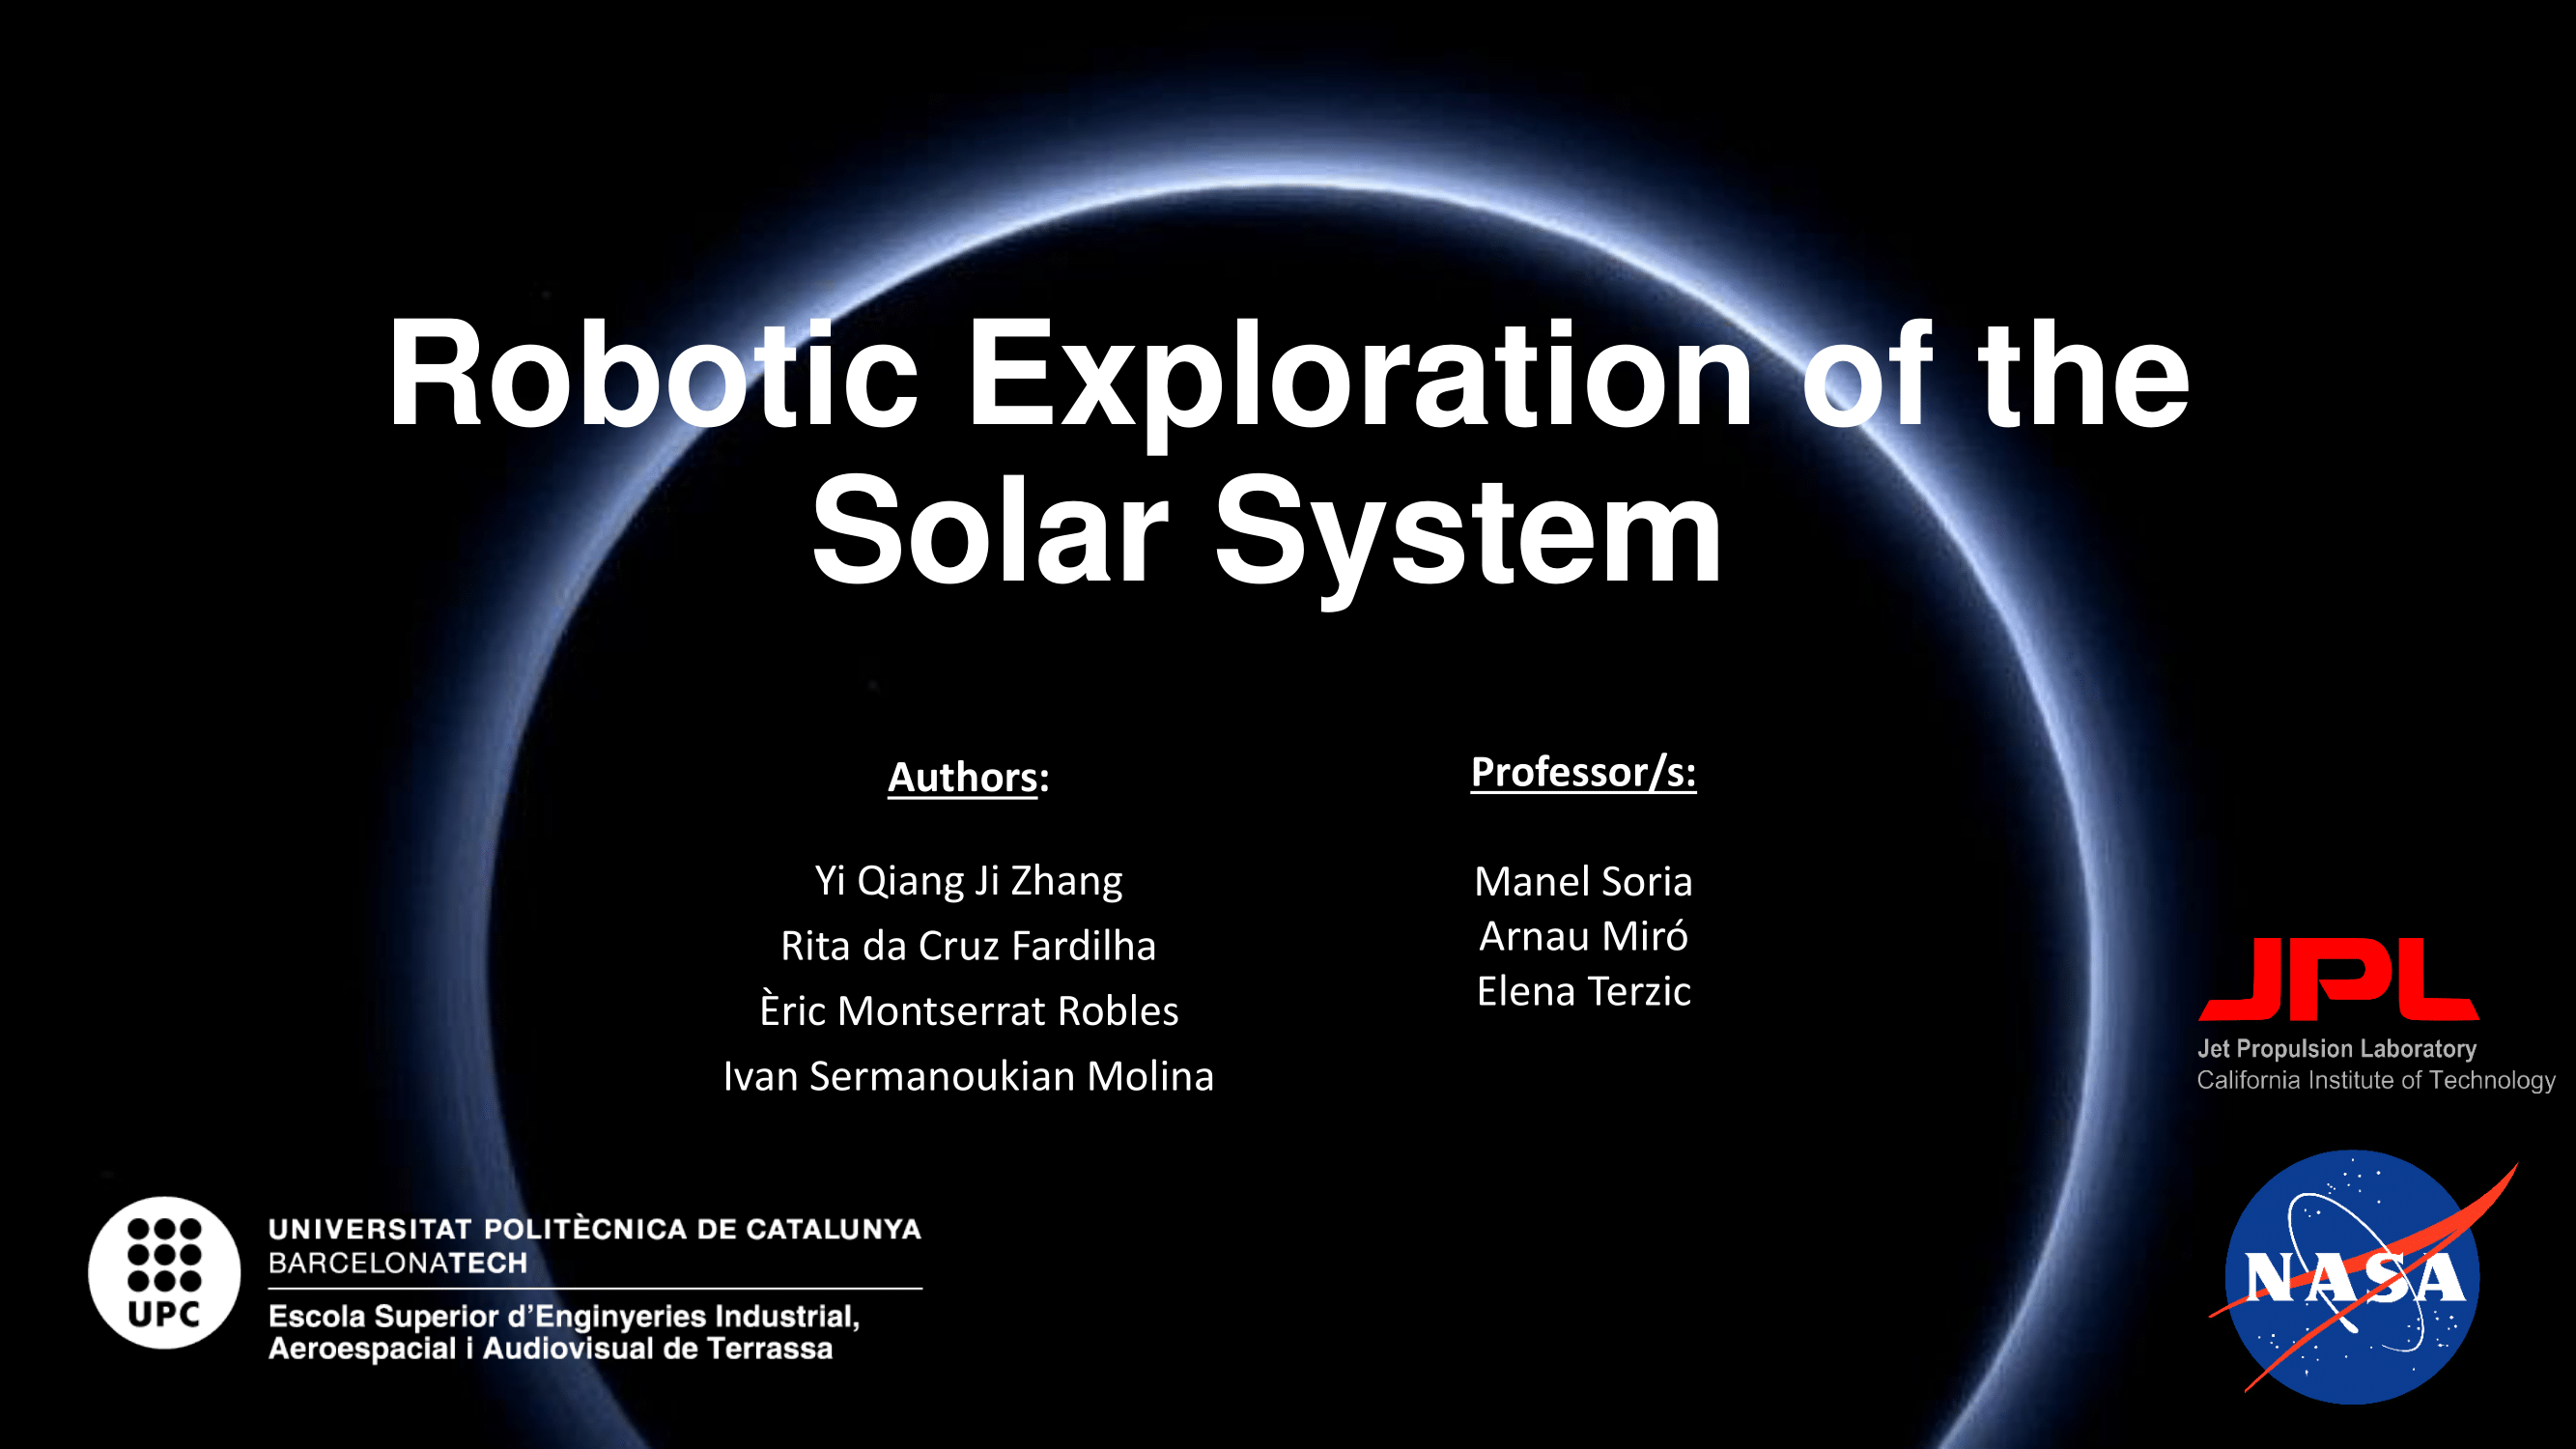 Robotic Exploration of the
Solar System
Authors:
Yi Qiang Ji Zhang
Rita da Cruz Fardilha
Èric Montserrat Robles
Ivan Sermanoukian Molina
Professor/s:
Manel Soria
Arnau Miró
Elena Terzic
JPL
Jet Propulsion Laboratory
California Institute of Technology
UPC
UNIVERSITAT POLITÈCNICA DE CATALUNYA
BARCELONATECH
Escola Superior d’Enginyeries Industrial,
Aeroespacial i Audiovisual de Terrassa
NASA